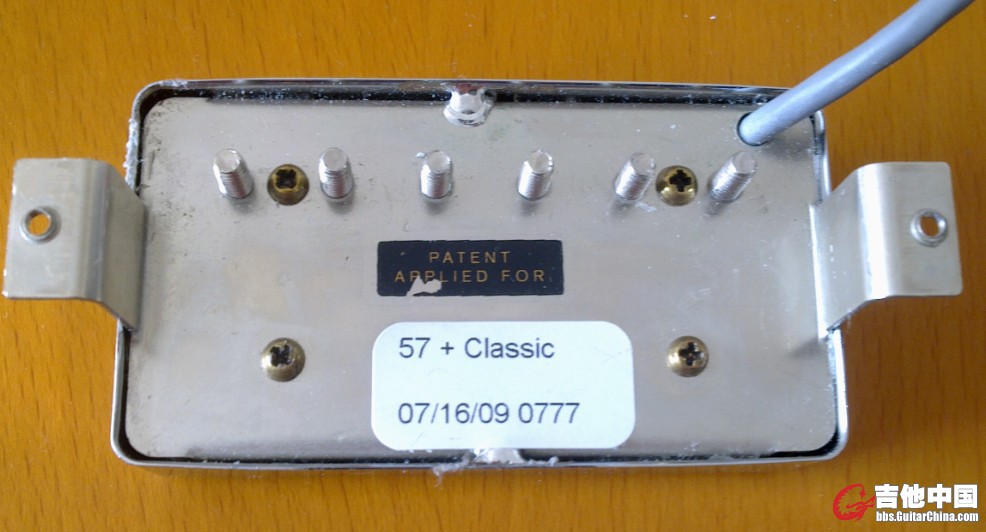 PATENT
APPLIED FOR
57 + Classic
07/16/09 0777
吉他中国
bbs.GuitarChina.com